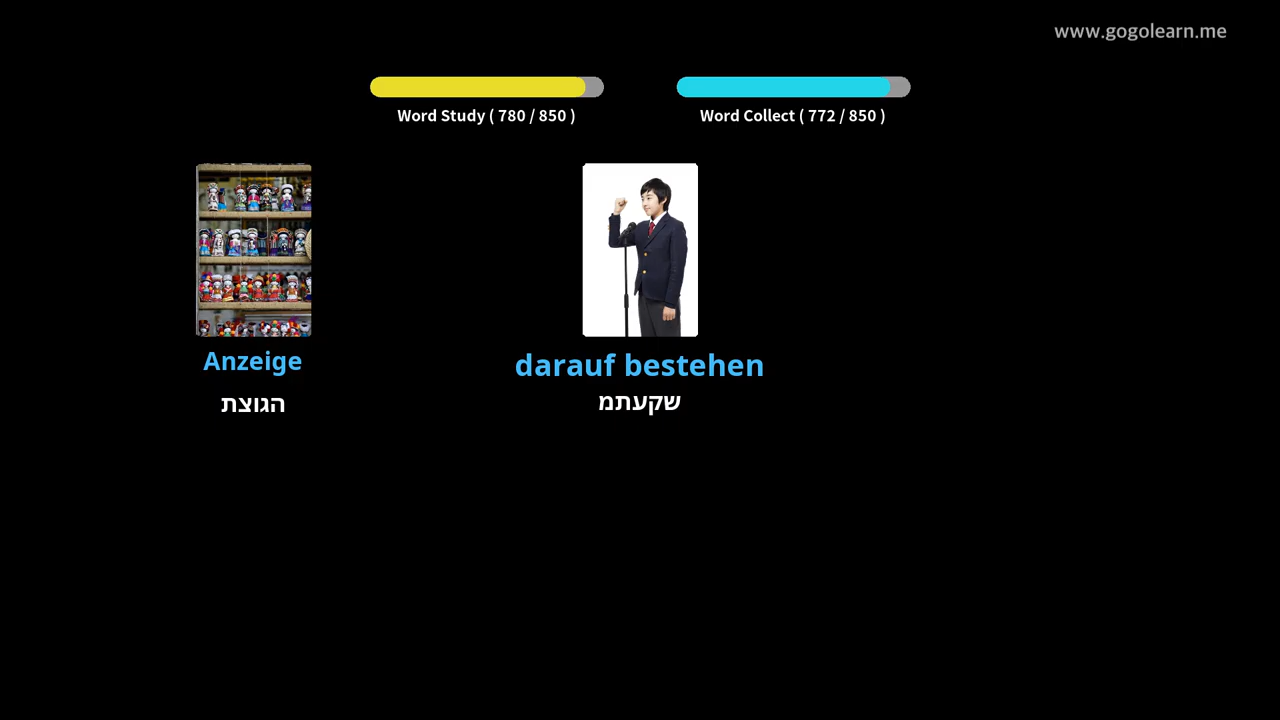 www.gogolearn.me
Word Study ( 780 / 850 )
Word Collect ( 772 / 850 )
Anzeige
הגוצת
darauf bestehen
שקעתמ